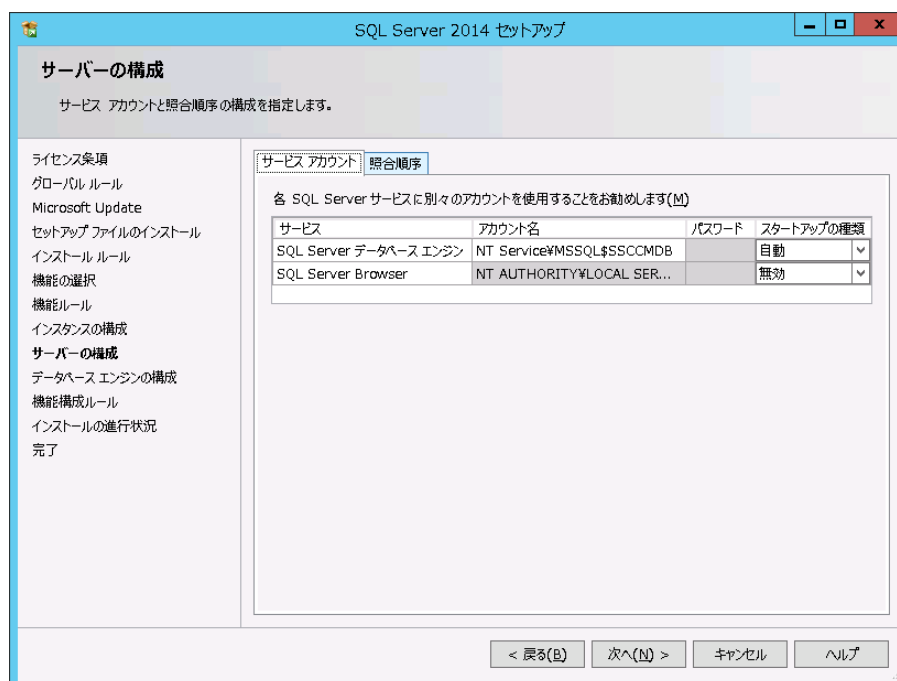 SQL Server 2014 セットアップ
サーバーの構成
サービス アカウントと照合順序の構成を指定します。
ライセンス条項
グローバル ルール
Microsoft Update
セットアップ ファイルのインストール
インストール ルール
機能の選択
機能ルール
インスタンスの構成
サーバーの構成
データベース エンジンの構成
機能構成ルール
インストールの進行状況
完了
サービス アカウント 照合順序
各 SQL Server サービスに別々のアカウントを使用することをお勧めします(M)
サービス アカウント名 パスワード スタートアップの種類
SQL Server データベース エンジン NT Service¥MSSQL$SSCCMDB 自動
SQL Server Browser NT AUTHORITY¥LOCAL SER... 無効
< 戻る(B) 次へ(N) > キャンセル ヘルプ